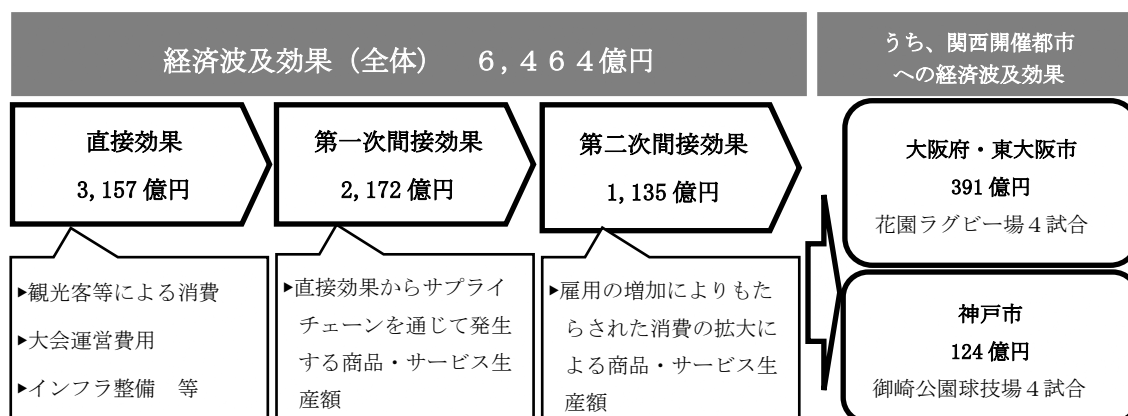 経済波及効果（全体）　６,４６４億円
うち、関西開催都市
への経済波及効果
直接効果
3,157 億円
第一次間接効果
2,172 億円
第二次間接効果
1,135 億円
▶観光客等による消費
▶大会運営費用
▶インフラ整備　等
▶直接効果からサプライ
チェーンを通じて発生
する商品・サービス生
産額
▶雇用の増加によりもた
らされた消費の拡大に
よる商品・サービス生
産額
大阪府・東大阪市
391 億円
花園ラグビー場４試合
神戸市
124 億円
御崎公園球技場４試合